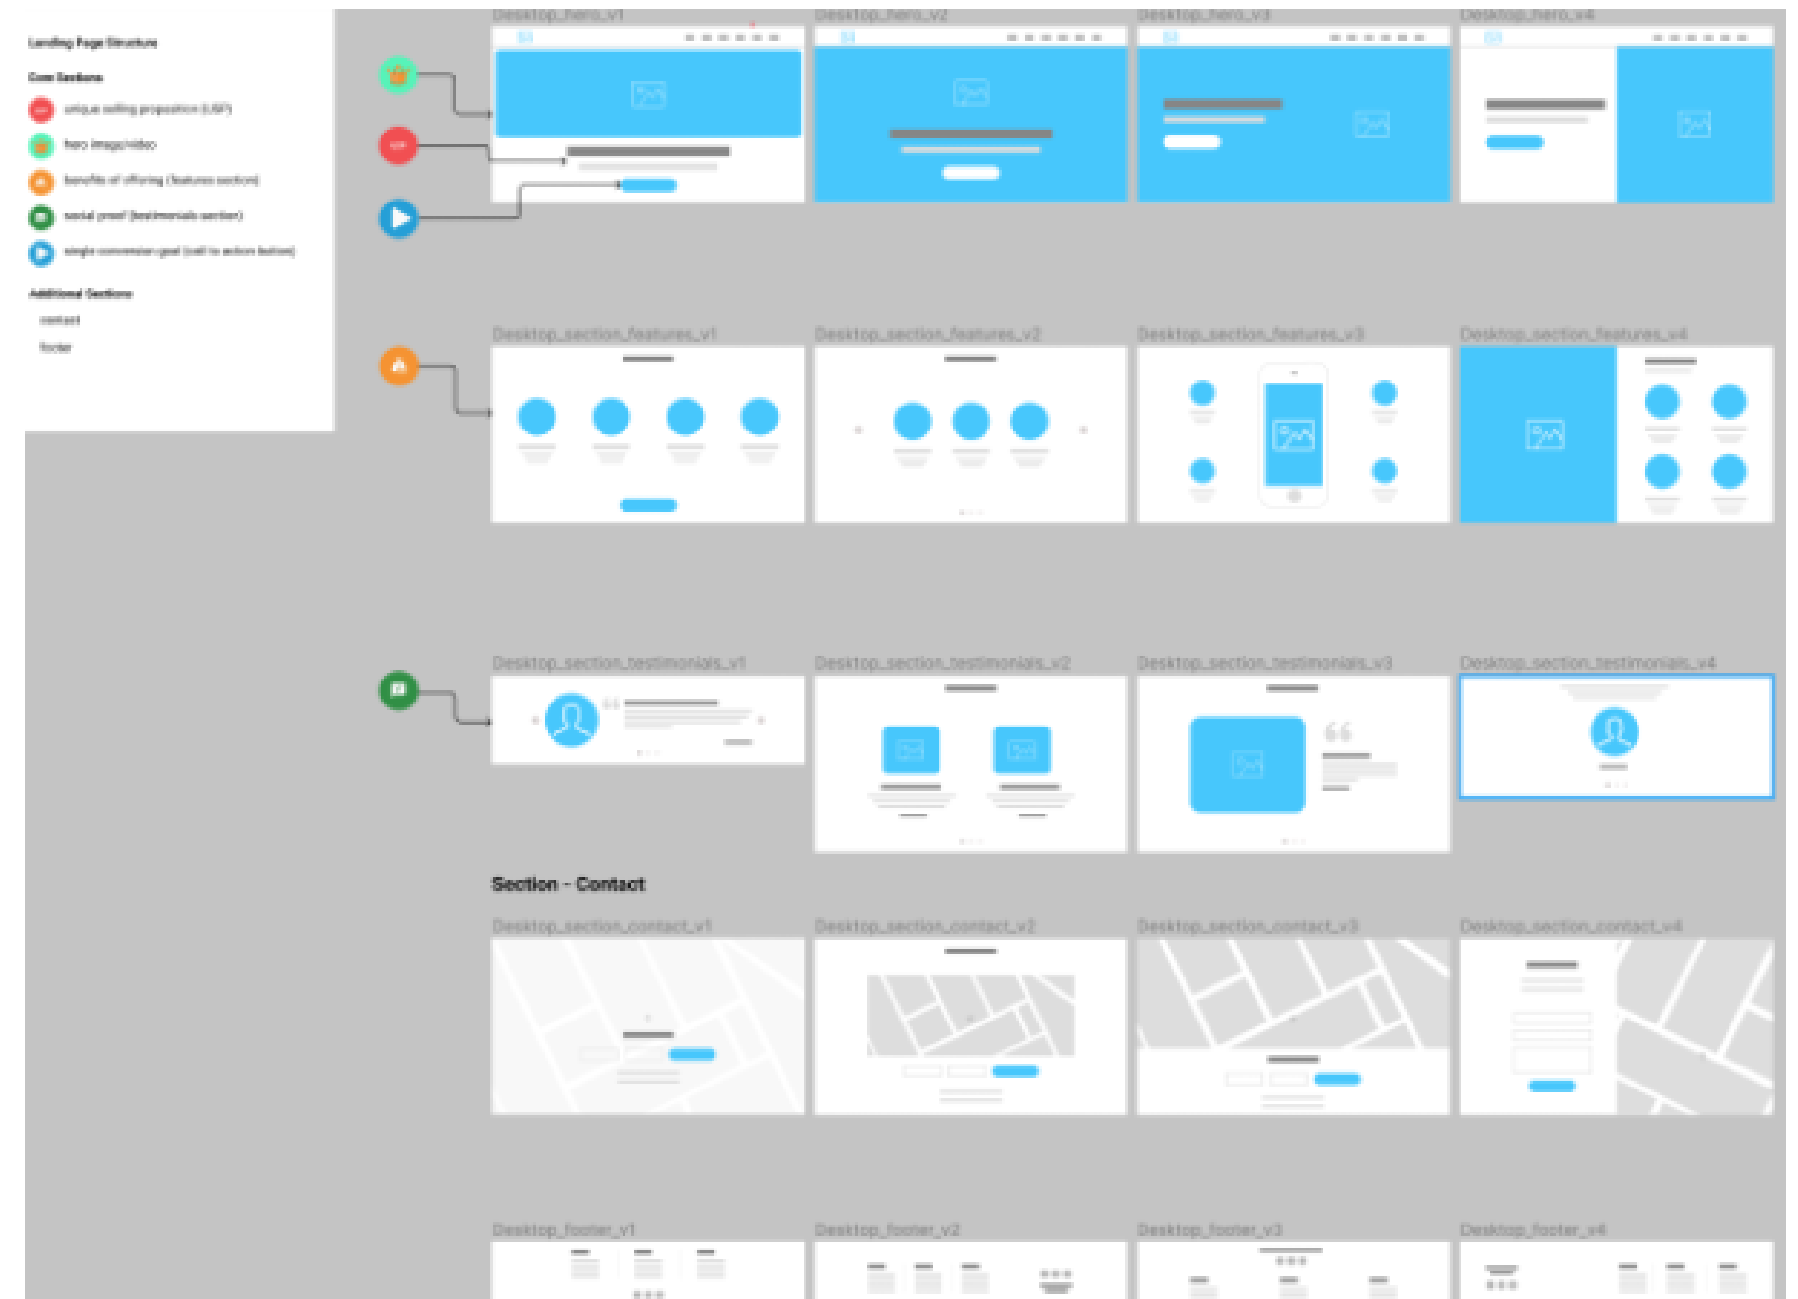 Landing Page Structure
Core Sections
unique selling proposition (USP)
hero image/video
benefits of offering (features section)
social proof (testimonials section)
single conversion goal (call to action button)
Additional Sections
contact
footer
Desktop_hero_v1
Desktop_hero_v2
Desktop_hero_v3
Desktop_hero_v4
Desktop_section_features_v1
Desktop_section_features_v2
Desktop_section_features_v3
Desktop_section_features_v4
Desktop_section_testimonials_v1
Desktop_section_testimonials_v2
Desktop_section_testimonials_v3
Desktop_section_testimonials_v4
Section - Contact
Desktop_section_contact_v1
Desktop_section_contact_v2
Desktop_section_contact_v3
Desktop_section_contact_v4
Desktop_footer_v1
Desktop_footer_v2
Desktop_footer_v3
Desktop_footer_v4